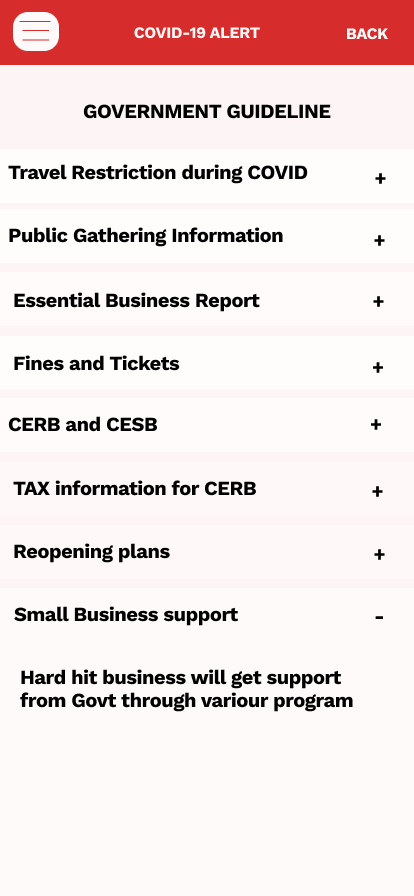 COVID-19 ALERT BACK
GOVERNMENT GUIDELINE
Travel Restriction during COVID +
Public Gathering Information +
Essential Business Report +
Fines and Tickets +
CERB and CESB +
TAX information for CERB +
Reopening plans +
Small Business support -
Hard hit business will get support
from Govt through variour program